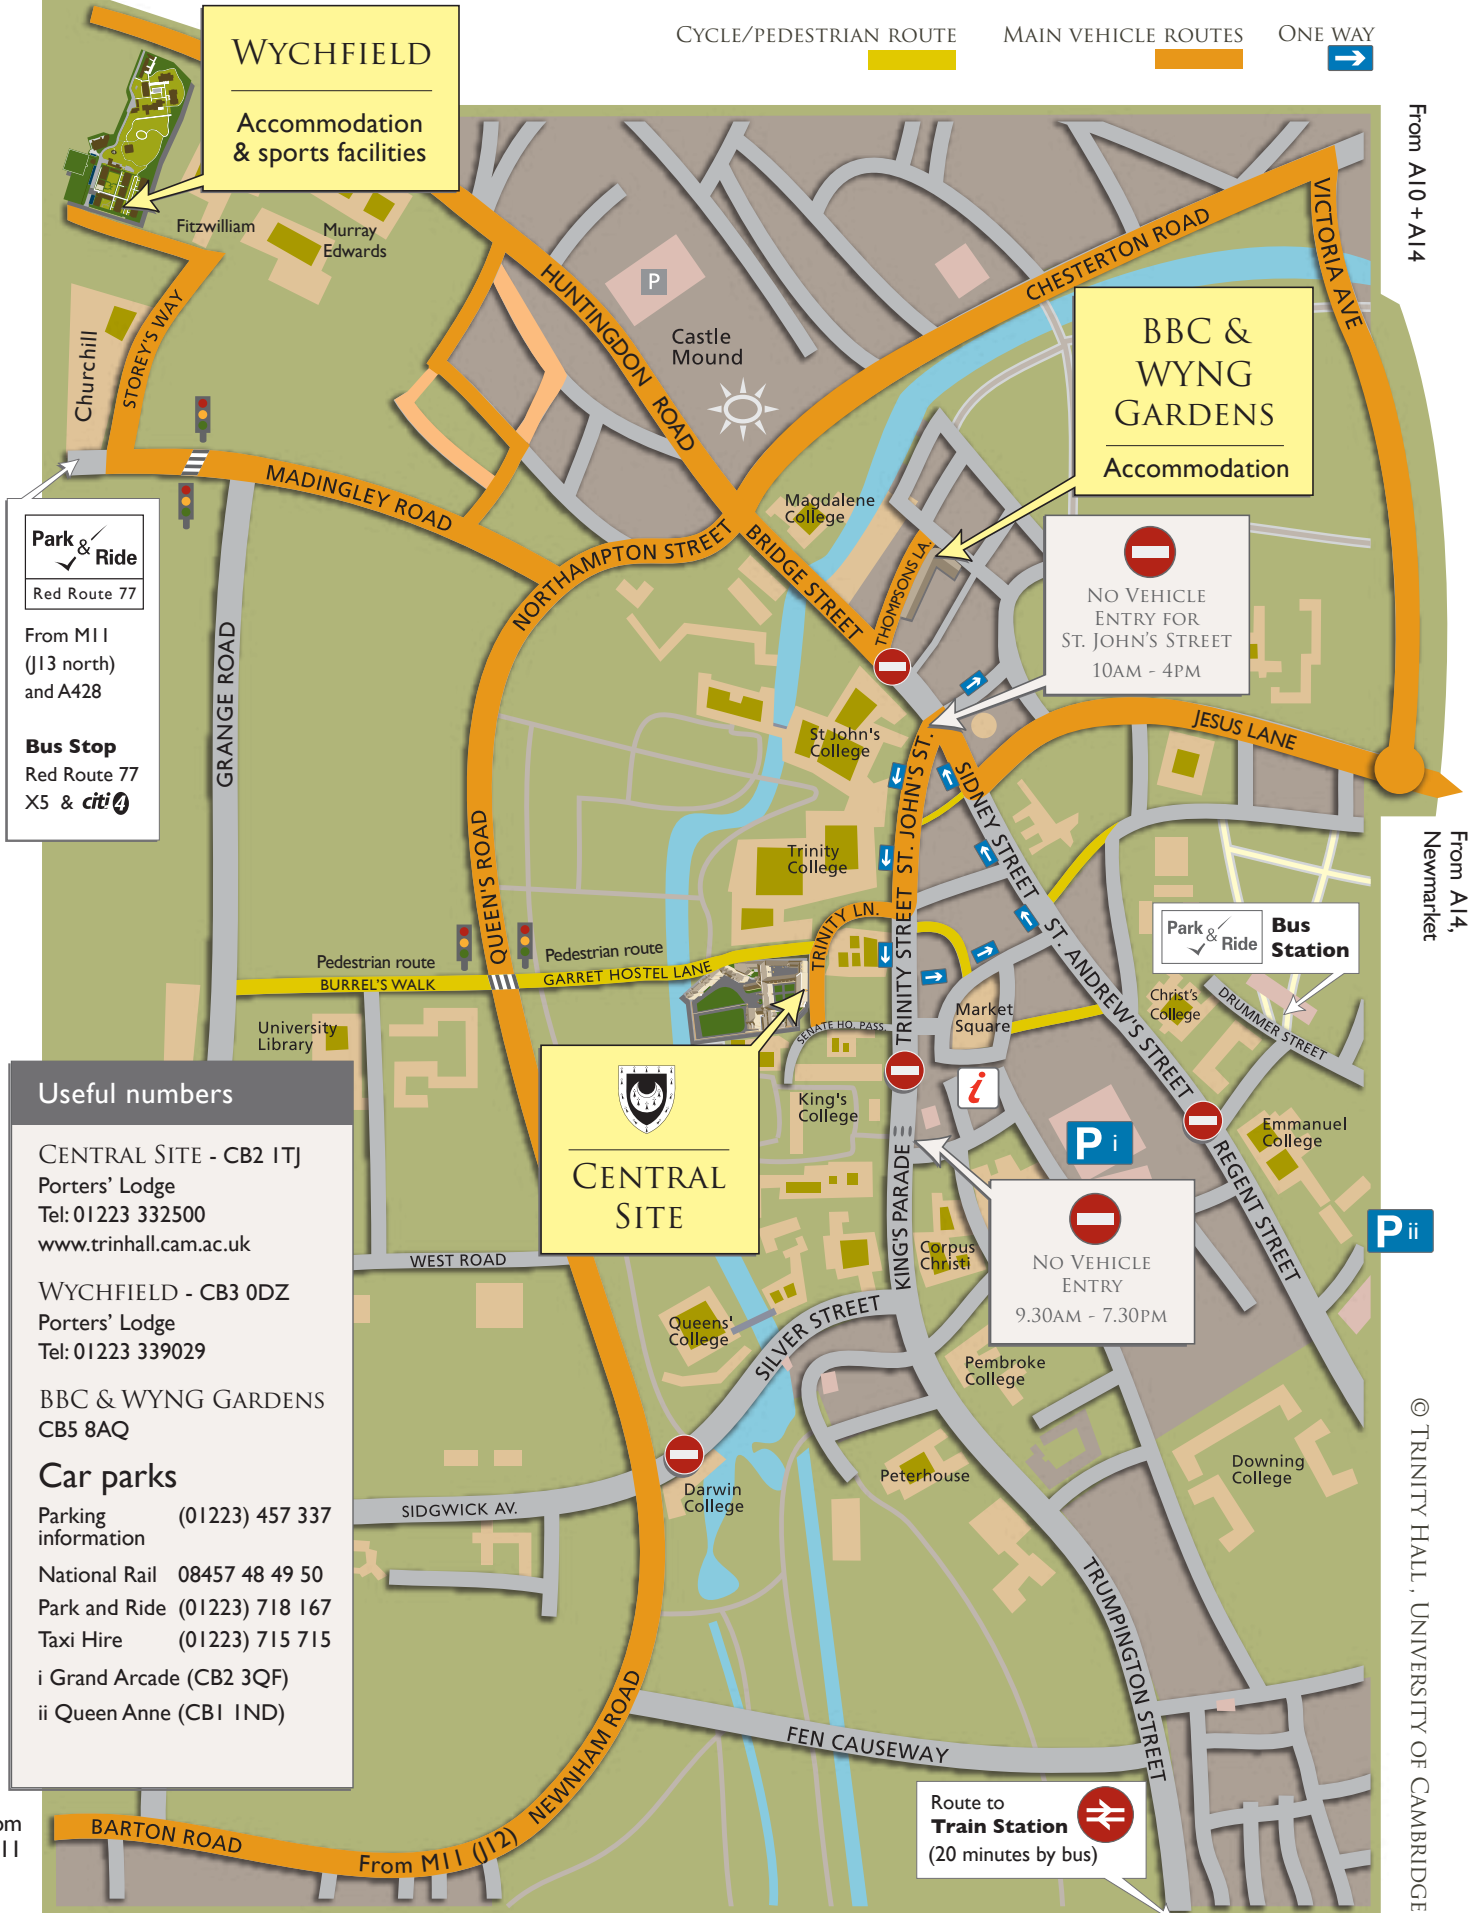 CYCLE/PEDESTRIAN ROUTE
MAIN VEHICLE ROUTES
ONE WAY
WYCHFIELD
Accommodation
& sports facilities
From A10 + A14
Fitzwilliam
Murray
Edwards
Churchill
STOREY'S WAY
HUNTINGDON ROAD
P
Castle
Mound
CHESTERTON ROAD
VICTORIA AVE
BBC &
WYNG
GARDENS
Accommodation
MADINGLEY ROAD
Park & Ride
Red Route 77
From M11
(J13 north)
and A428
Bus Stop
Red Route 77
X5 & citi 4
GRANGE ROAD
NORTHAMPTON STREET
Magdalene
College
BRIDGE STREET
THOMPSONS LA.
NO VEHICLE
ENTRY FOR
ST. JOHN'S STREET
10AM - 4PM
JESUS LANE
St John's
College
ST. JOHN'S ST.
SIDNEY STREET
QUEEN'S ROAD
Trinity
College
TRINITY LN.
TRINITY STREET
ST. ANDREW'S STREET
From A14,
Newmarket
Park & Ride
Bus
Station
Pedestrian route
BURREL'S WALK
Pedestrian route
GARRET HOSTEL LANE
University
Library
SENATE HO. PASS.
Market
Square
Christ's
College
DRUMMER STREET
i
King's
College
P i
Emmanuel
College
REGENT STREET
P ii
CENTRAL
SITE
KING'S PARADE
Corpus
Christi
NO VEHICLE
ENTRY
9.30AM - 7.30PM
WEST ROAD
Queens'
College
SILVER STREET
Pembroke
College
Useful numbers
CENTRAL SITE - CB2 1TJ
Porters' Lodge
Tel: 01223 332500
www.trinhall.cam.ac.uk
WYCHFIELD - CB3 0DZ
Porters' Lodge
Tel: 01223 339029
BBC & WYNG GARDENS
CB5 8AQ
Car parks
Parking information (01223) 457 337
National Rail 08457 48 49 50
Park and Ride (01223) 718 167
Taxi Hire (01223) 715 715
i Grand Arcade (CB2 3QF)
ii Queen Anne (CB1 1ND)
SIDGWICK AV.
Darwin
College
Peterhouse
Downing
College
TRUMPINGTON STREET
FEN CAUSEWAY
NEWNHAM ROAD
From M11 (J12)
BARTON ROAD
Route to
Train Station
(20 minutes by bus)
© TRINITY HALL, UNIVERSITY OF CAMBRIDGE